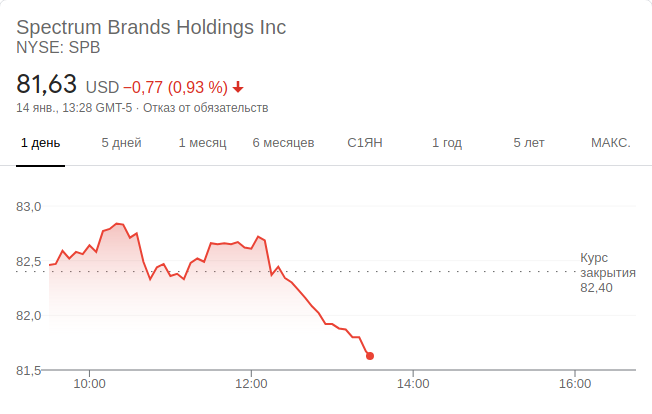 Spectrum Brands Holdings Inc
NYSE: SPB
81,63 USD −0,77 (0,93 %)
14 янв., 13:28 GMT-5 · Отказ от обязательств
1 день 5 дней 1 месяц 6 месяцев С1ЯН 1 год 5 лет МАКС.
83,0
82,5
82,0
81,5
Курс
закрытия
82,40
10:00 12:00 14:00 16:00